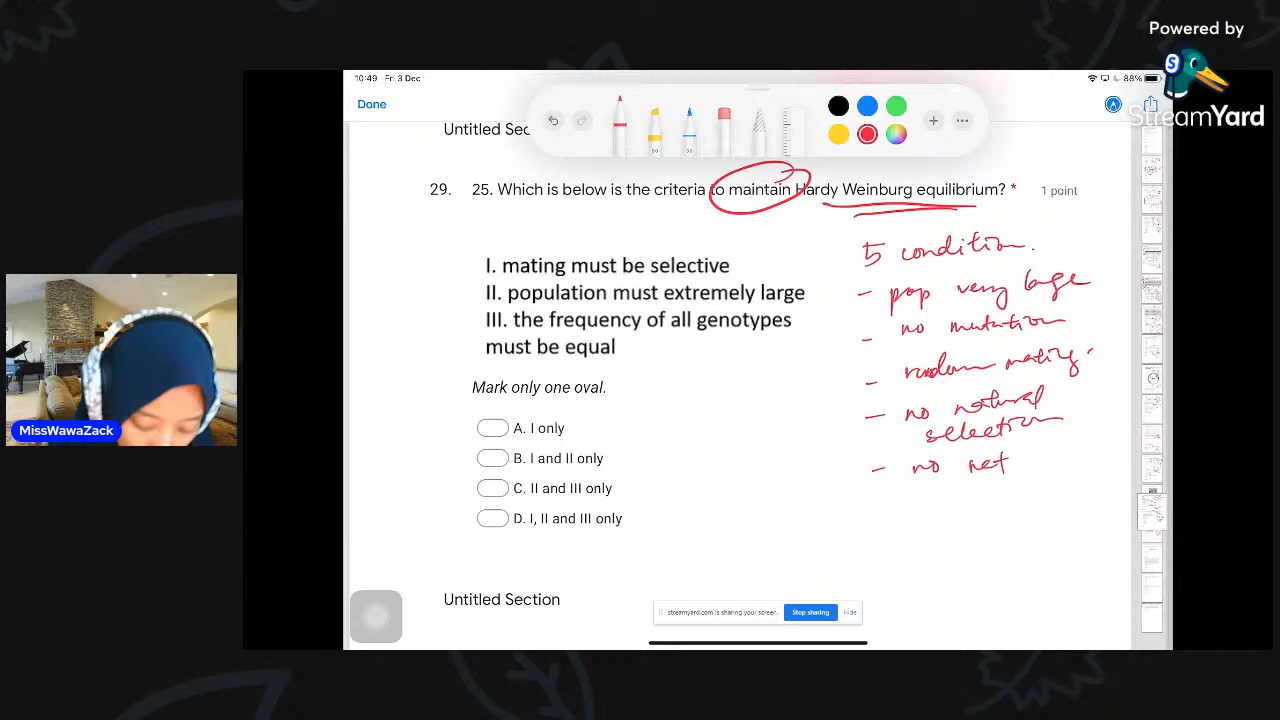 Powered by
StreamYard
10:49 Fri 3 Dec
88%
Done
Untitled Sec
29. 25. Which is below is the criteria to maintain Hardy Weinburg equilibrium? * 1 point
I. mating must be selective
II. population must extremely large
III. the frequency of all genotypes
must be equal
Mark only one oval.
A. I only
B. I and II only
C. II and III only
D. I, II and III only
5 condition.
- pop very large
- no mutation
- random mating.
- no natural
selection
- no net
MissWawaZack
Untitled Section
streamyard.com is sharing your screen.
Stop sharing
Hide